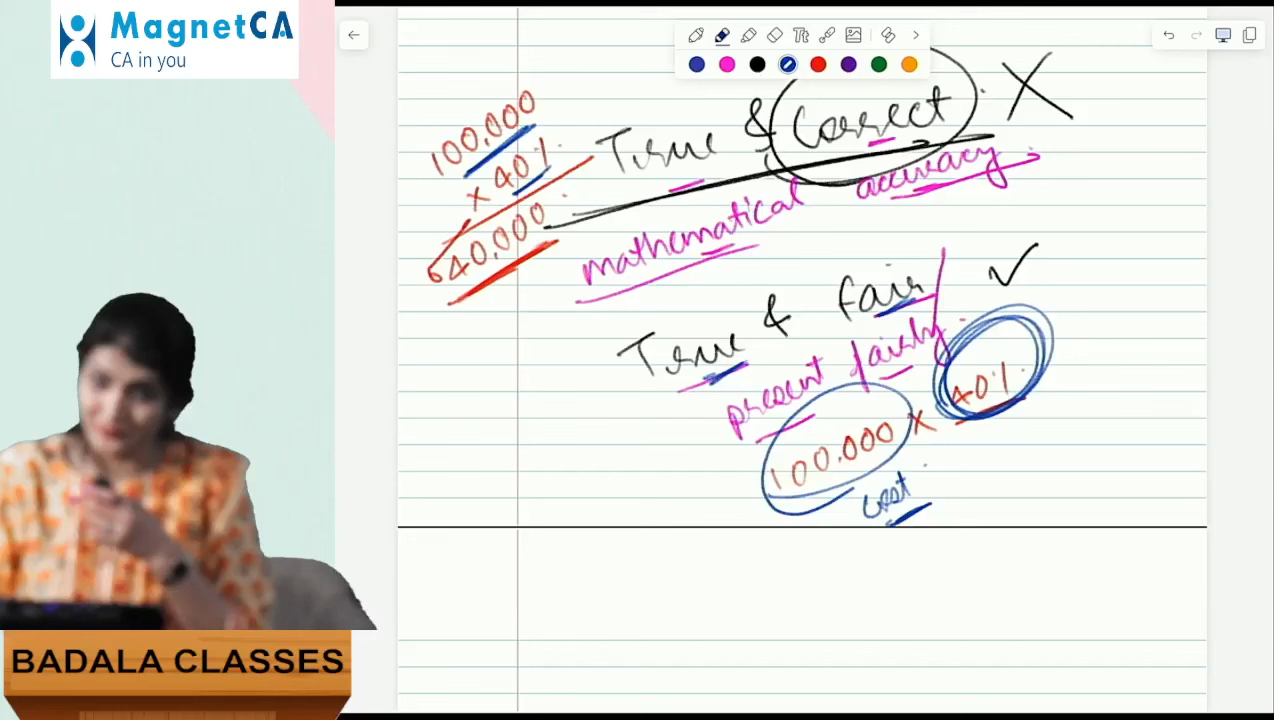 MagnetCA
CA in you
100,000
x 40%
640,000
True & Correct X
mathematical accuracy
True & fair / ✓
present fairly
100.000 x 40%
cost
BADALA CLASSES